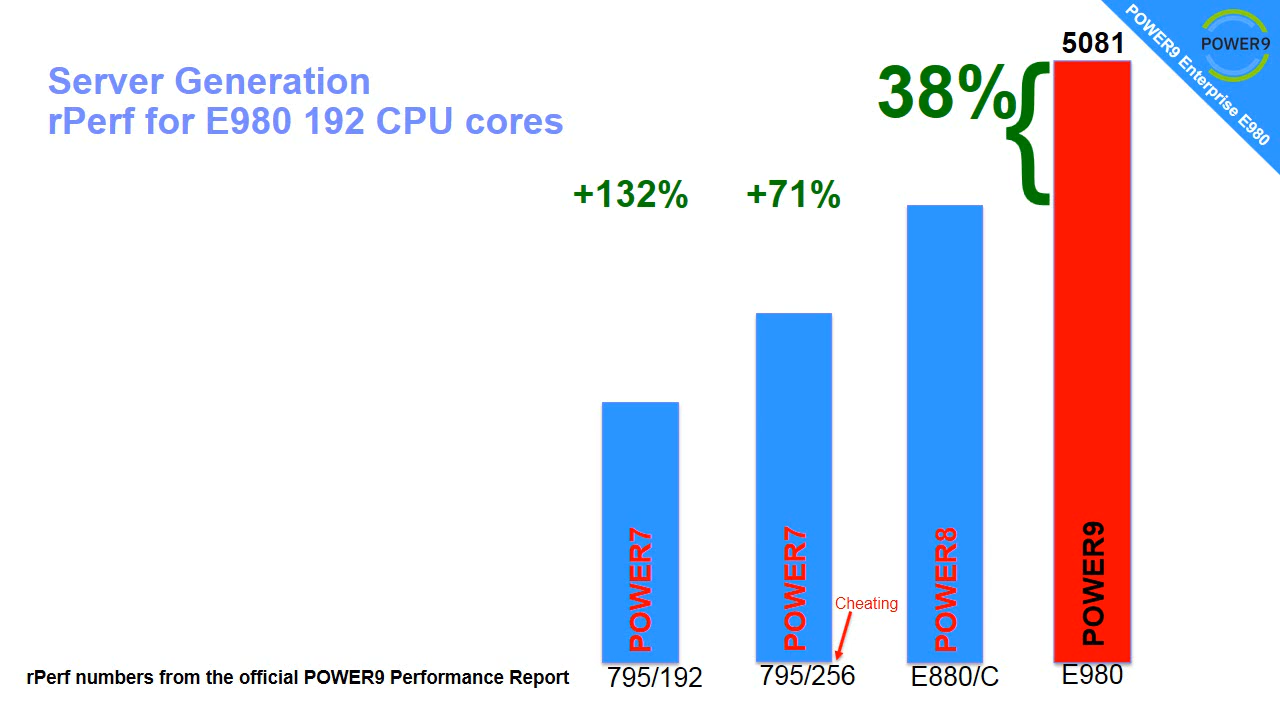 Server Generation
rPerf for E980 192 CPU cores
+132%
+71%
38%
{
5081
POWER9 Enterprise E980
POWER9
POWER7
POWER7
POWER8
POWER9
Cheating
795/192
795/256
E880/C
E980
rPerf numbers from the official POWER9 Performance Report